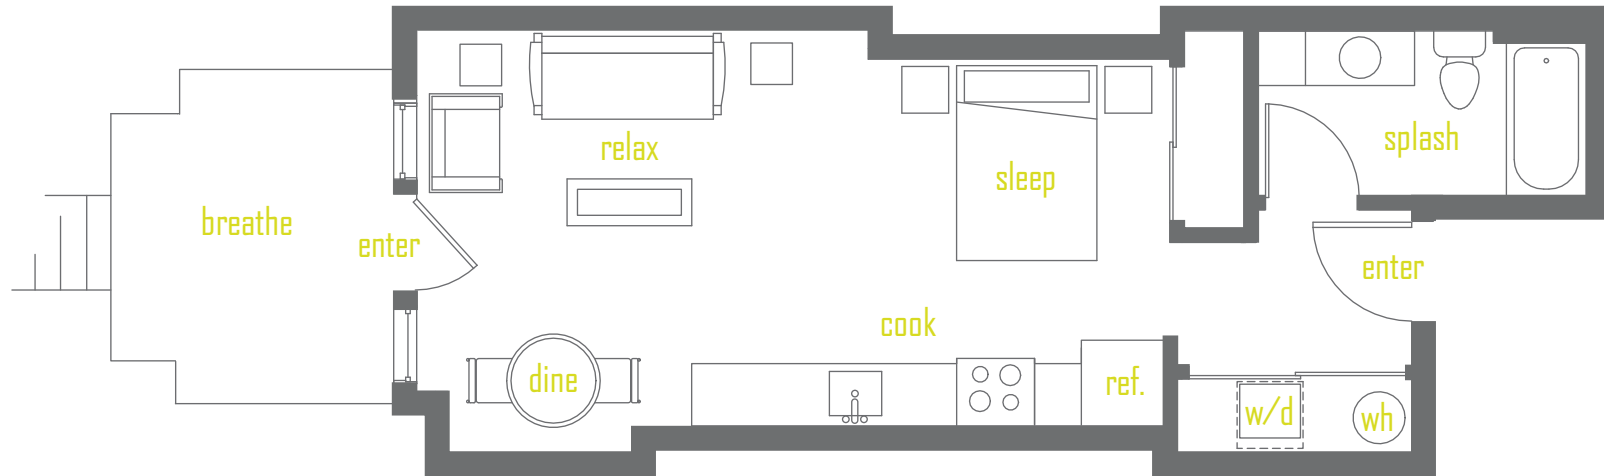 relax
sleep
splash
breathe
enter
enter
cook
dine
ref.
w/d
wh